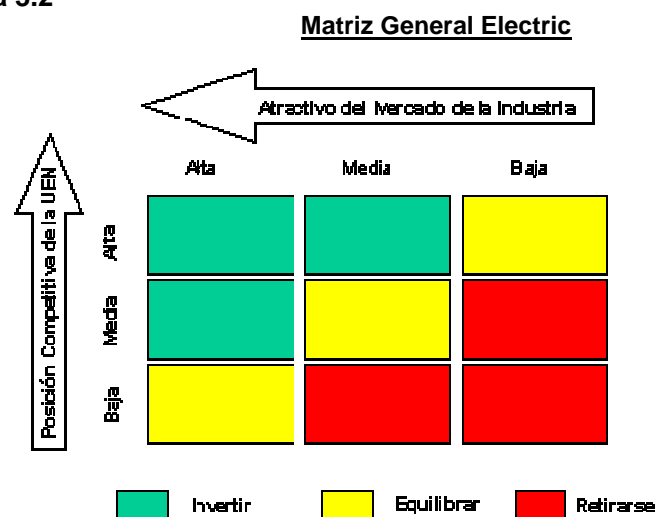 3.2
Matriz General Electric
Atractivo del Mercado de la Industria
Alta Media Baja
Posición Competitiva de la UEN
Alta
Media
Baja
Invertir Equilibrar Retirarse